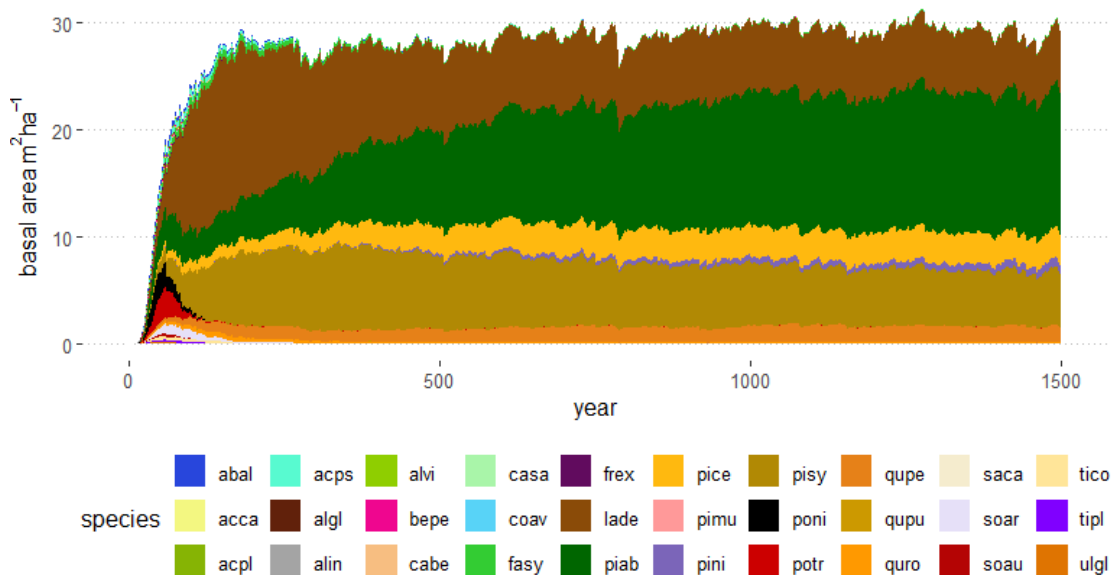 30
20
10
0
basal area m²ha⁻¹
0 500 1000 1500
year
species
abal acps alvi casa frex pice pisy qupe saca tico
acca algl bepe coav lade pimu poni qupu soar tipl
acpl alin cabe fasy piab pini potr quro soau ulgl